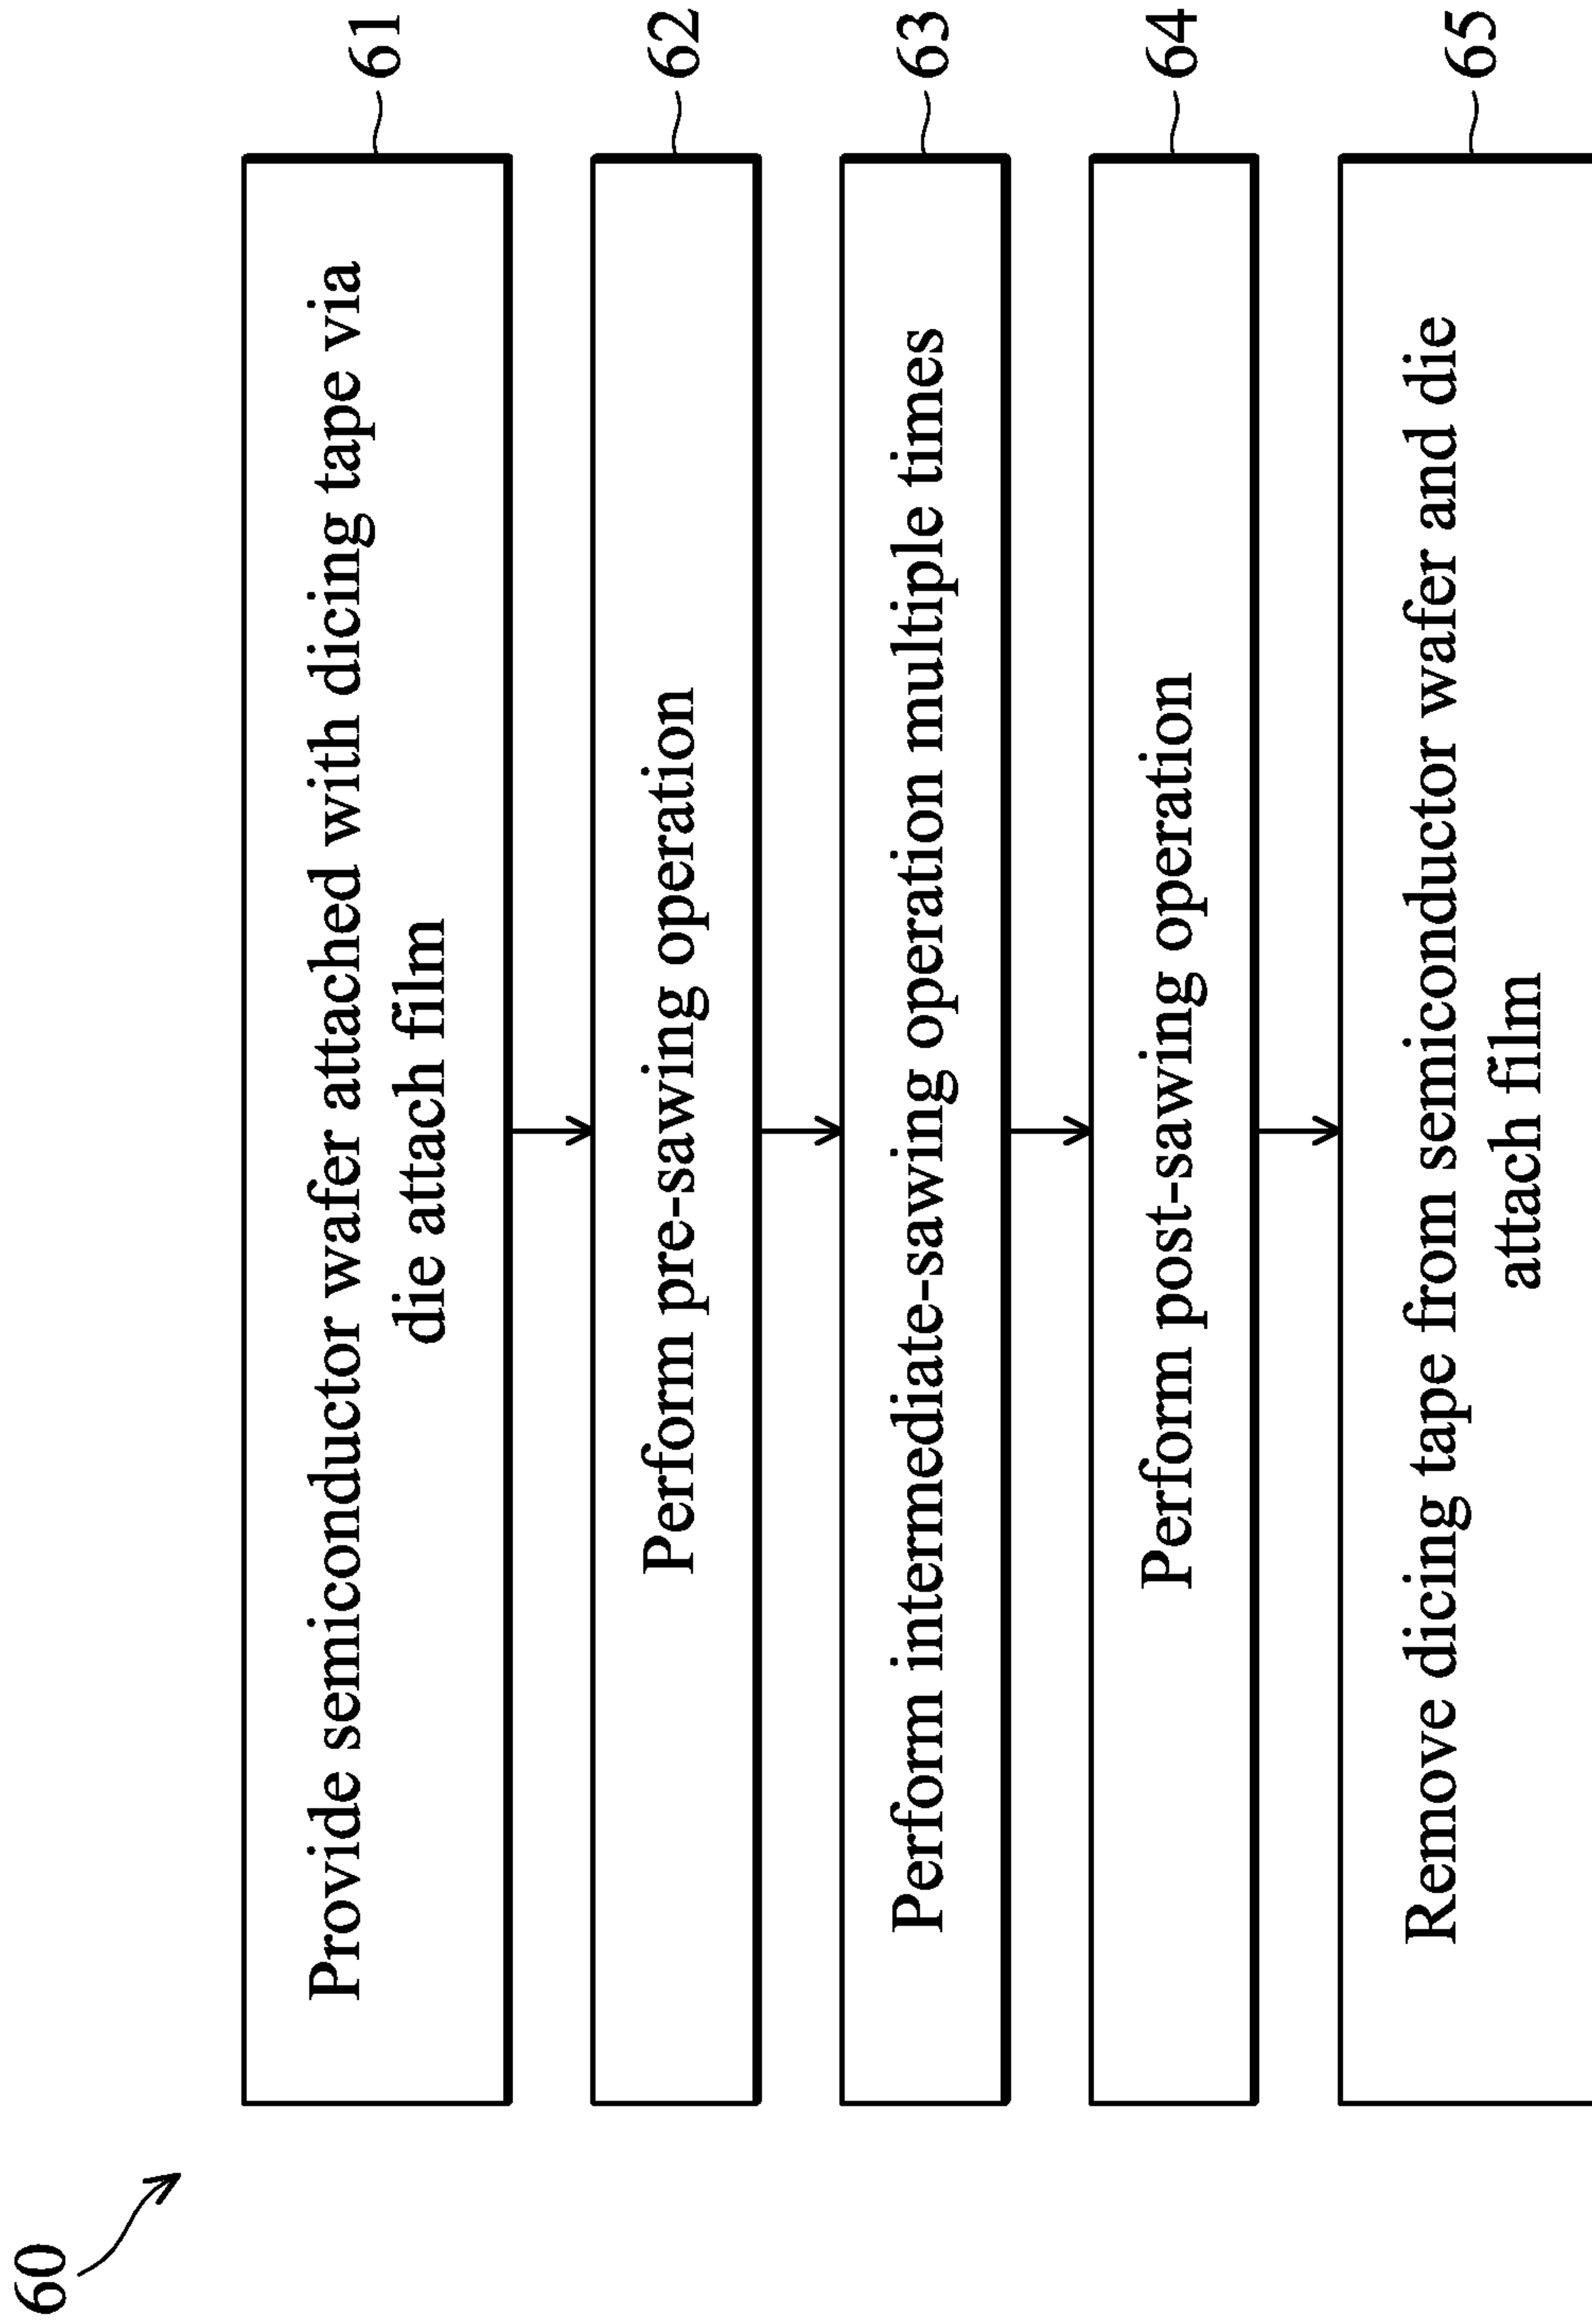 60
Provide semiconductor wafer attached with dicing tape via
die attach film
61
Perform pre-sawing operation
62
Perform intermediate-sawing operation multiple times
63
Perform post-sawing operation
64
Remove dicing tape from semiconductor wafer and die
attach film
65